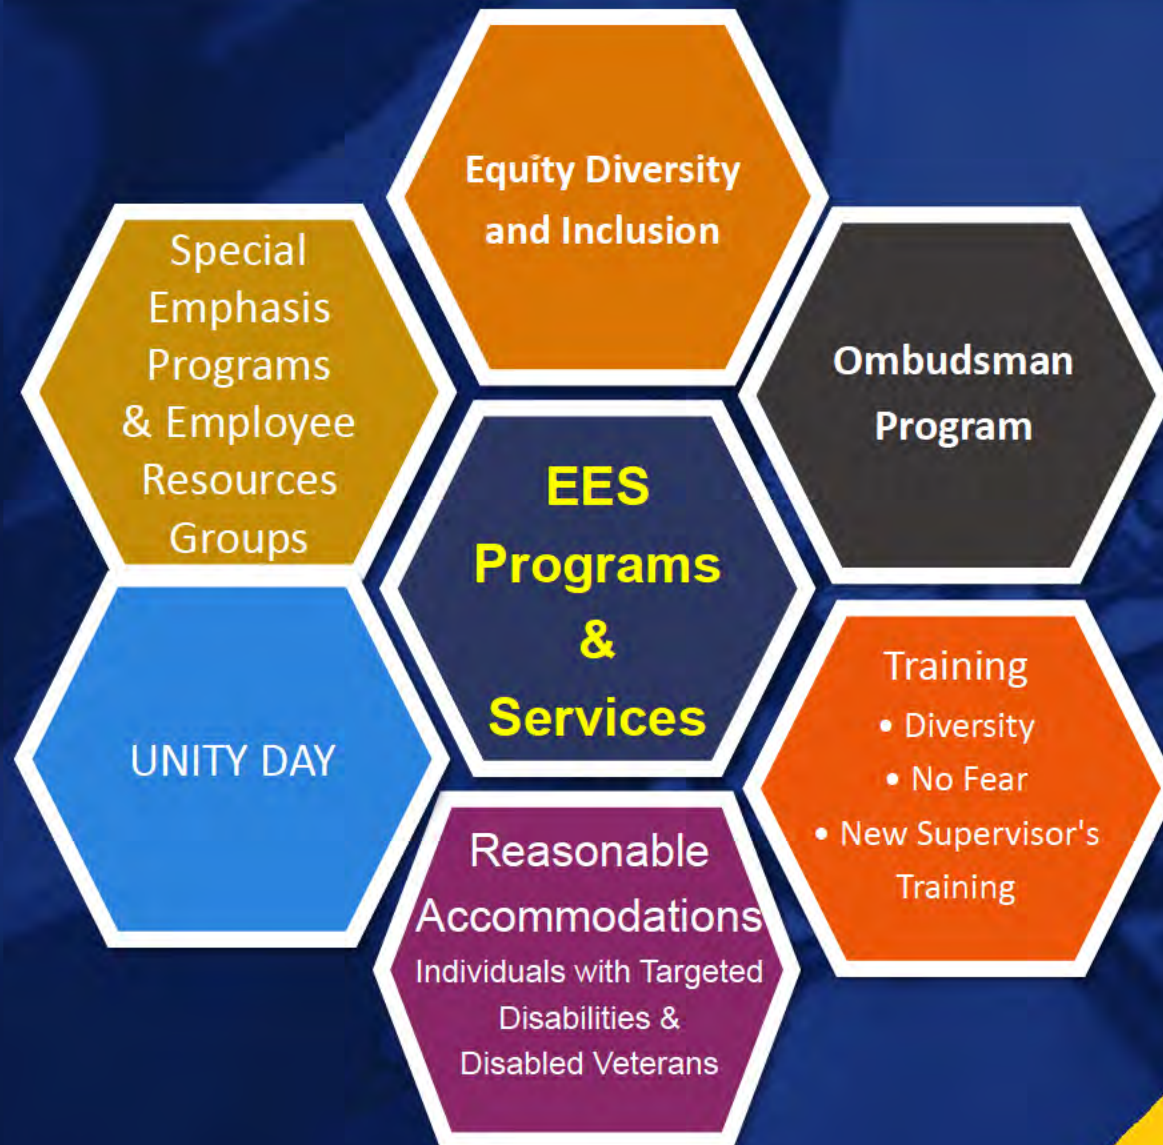 Equity Diversity
and Inclusion
Special
Emphasis
Programs
& Employee
Resources
Groups
Ombudsman
Program
EES
Programs
&
Services
UNITY DAY
Training
• Diversity
• No Fear
• New Supervisor's
Training
Reasonable
Accommodations
Individuals with Targeted
Disabilities &
Disabled Veterans